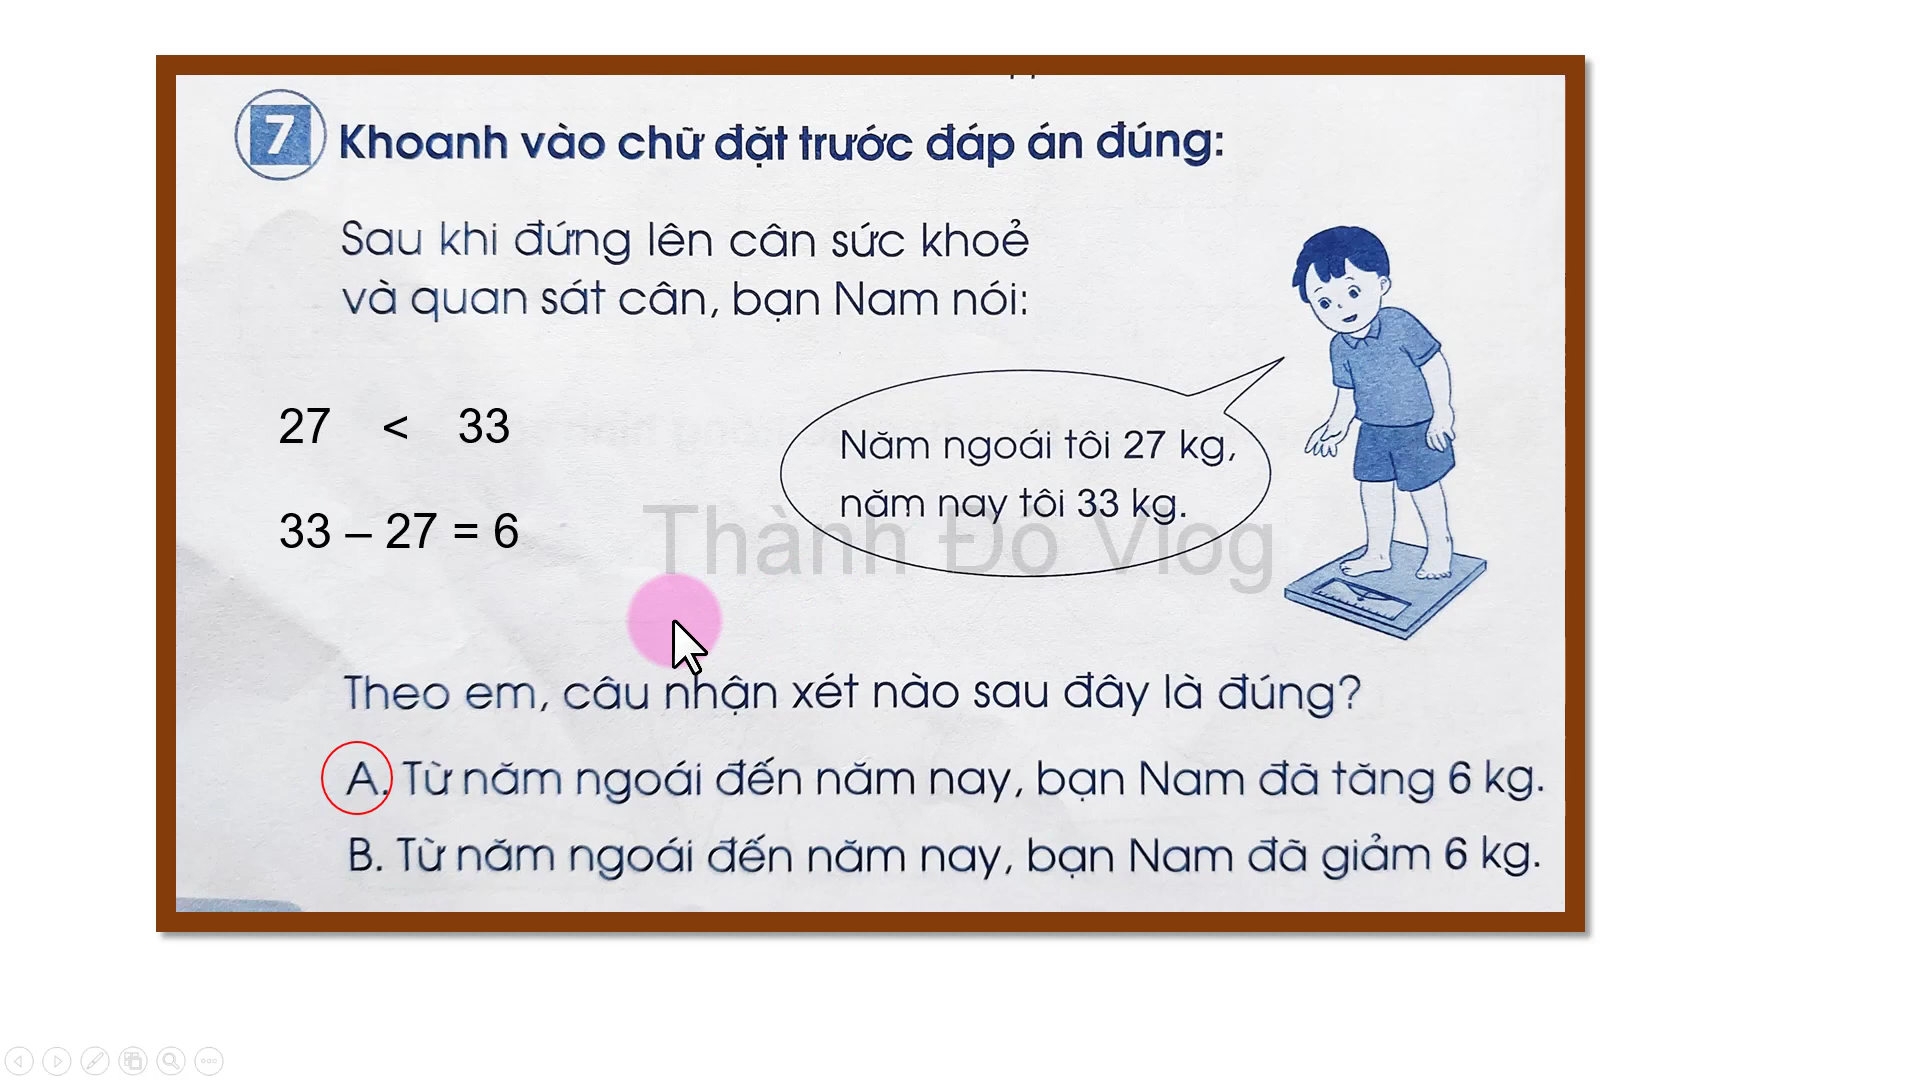 7 Khoanh vào chữ đặt trước đáp án đúng:
Sau khi đứng lên cân sức khoẻ
và quan sát cân, bạn Nam nói:
27 < 33
33 – 27 = 6
Năm ngoái tôi 27 kg,
năm nay tôi 33 kg.
Thành Đô Vlog
Theo em, câu nhận xét nào sau đây là đúng?
A. Từ năm ngoái đến năm nay, bạn Nam đã tăng 6 kg.
B. Từ năm ngoái đến năm nay, bạn Nam đã giảm 6 kg.